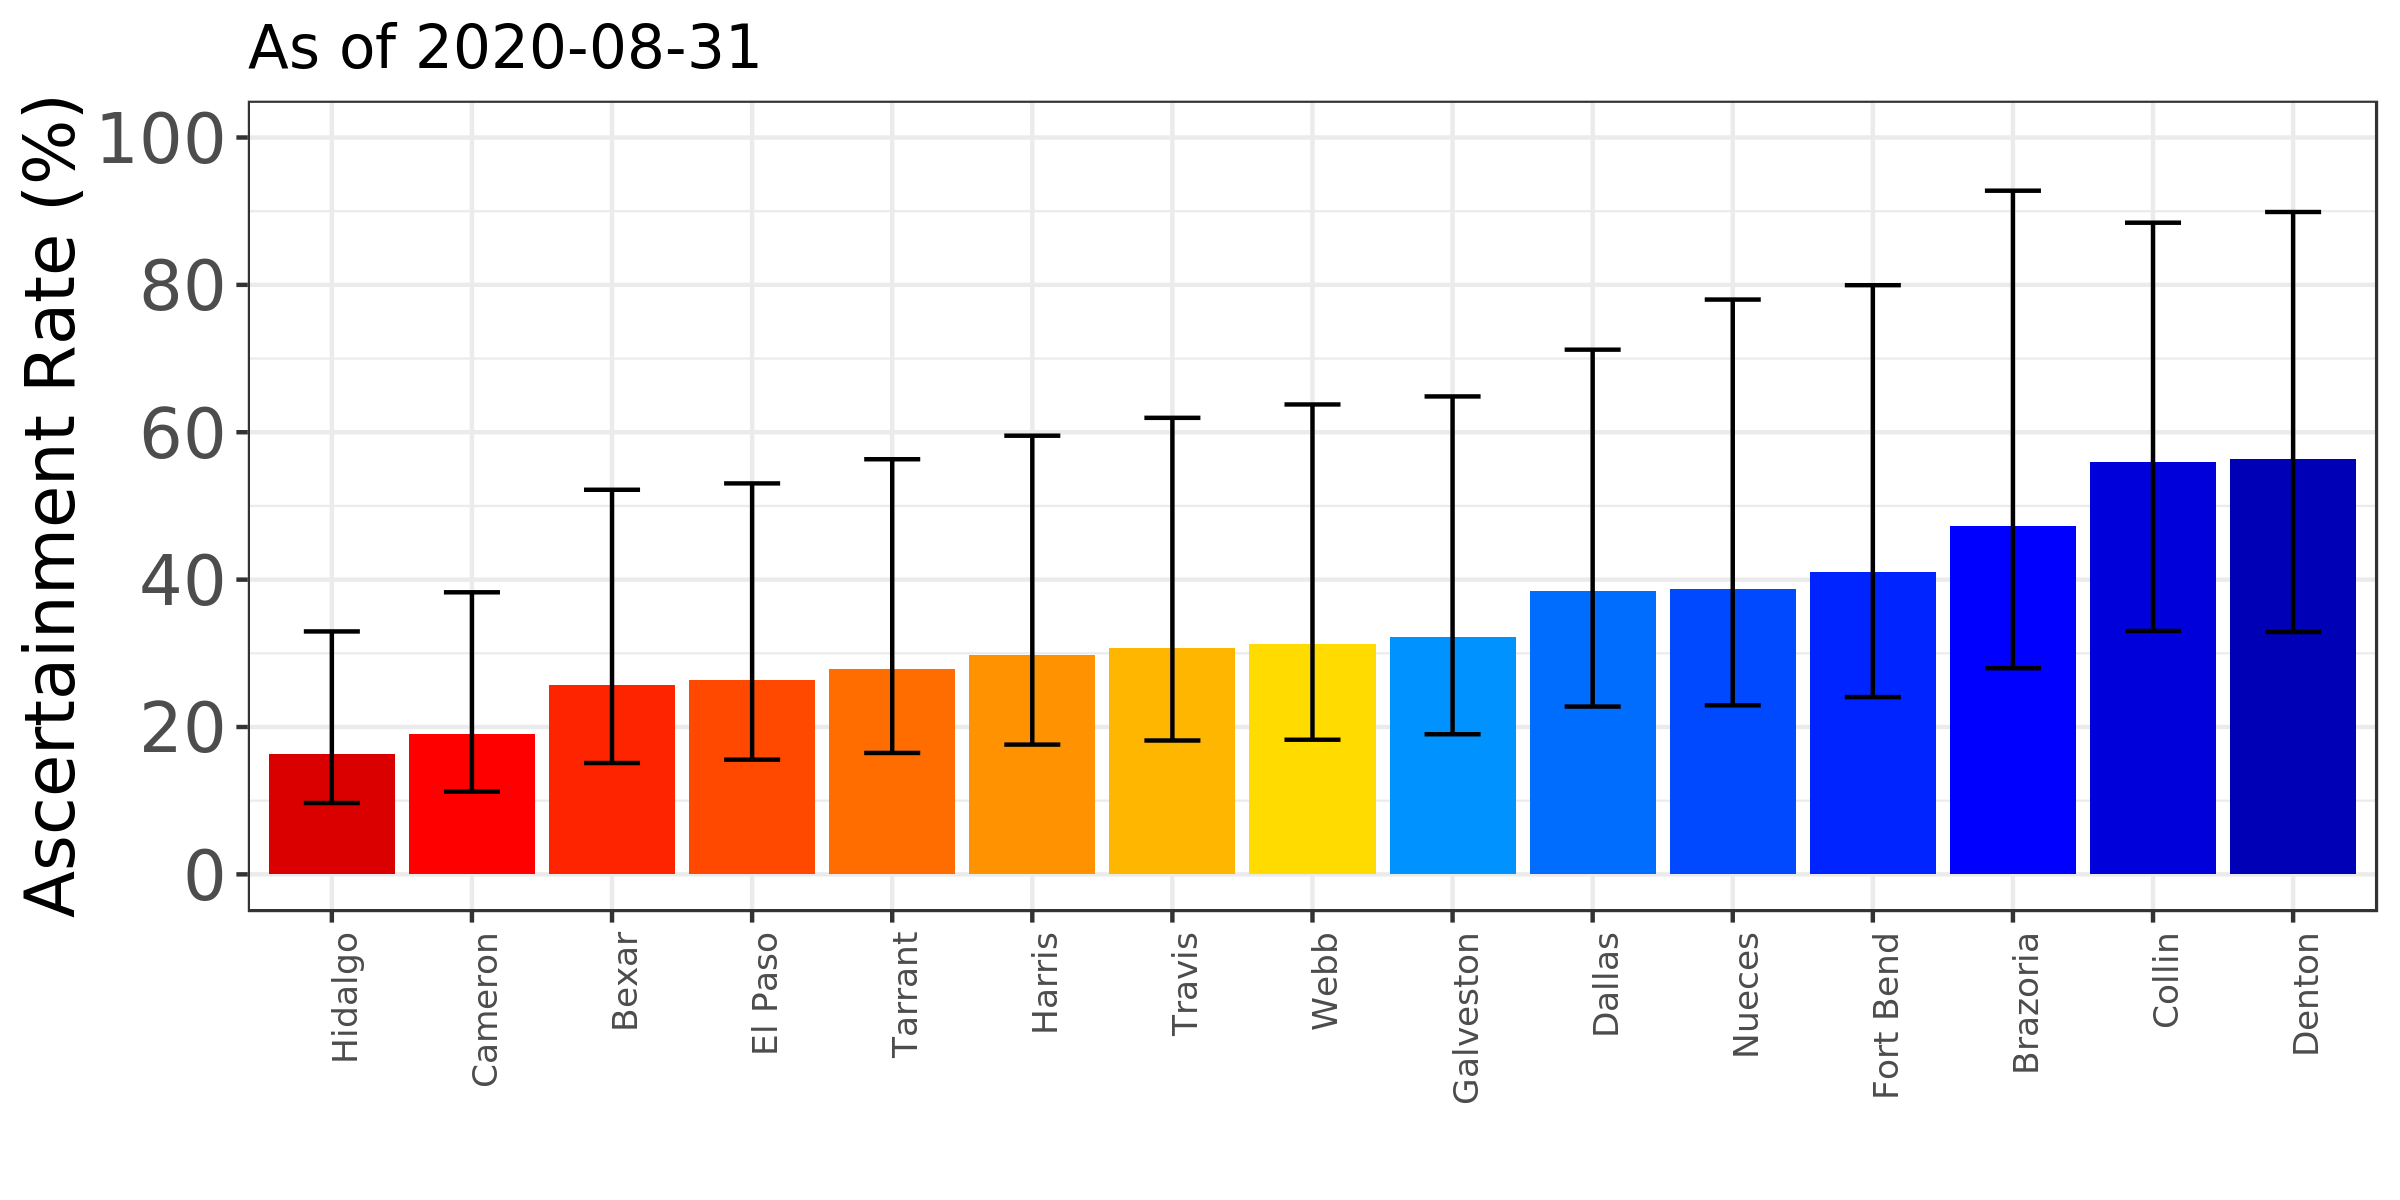 As of 2020-08-31
Ascertainment Rate (%)
100
80
60
40
20
0
Hidalgo
Cameron
Bexar
El Paso
Tarrant
Harris
Travis
Webb
Galveston
Dallas
Nueces
Fort Bend
Brazoria
Collin
Denton